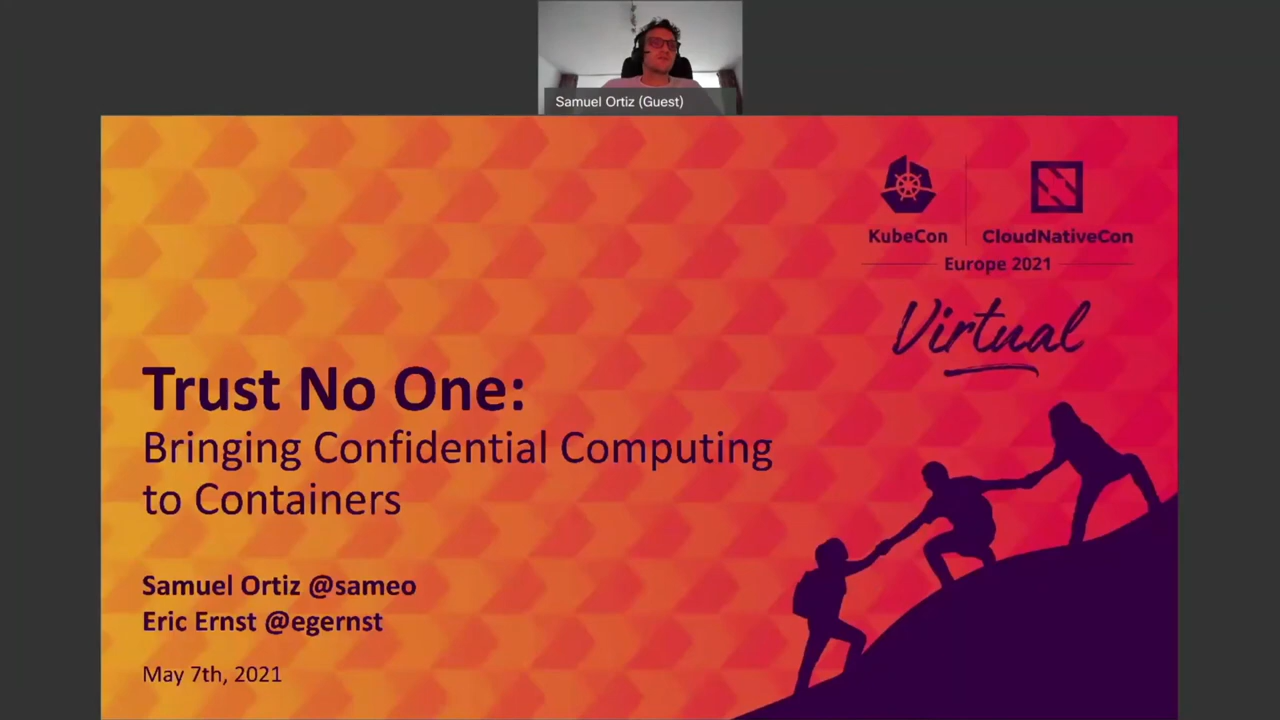 Samuel Ortiz (Guest)
KubeCon
CloudNativeCon
Europe 2021
Virtual
Trust No One:
Bringing Confidential Computing
to Containers
Samuel Ortiz @sameo
Eric Ernst @egernst
May 7th, 2021